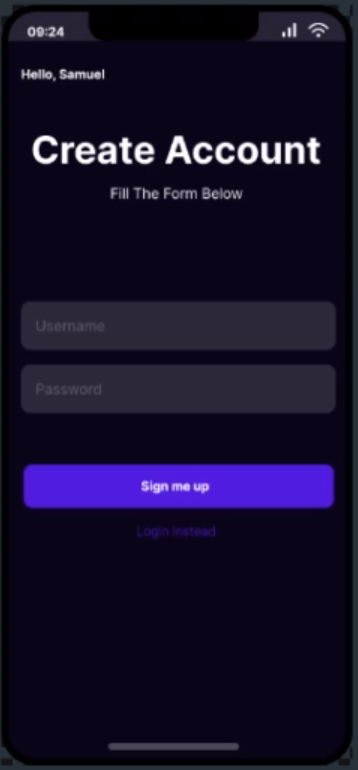 09:24
Hello, Samuel
Create Account
Fill The Form Below
Username
Password
Sign me up
Login Instead